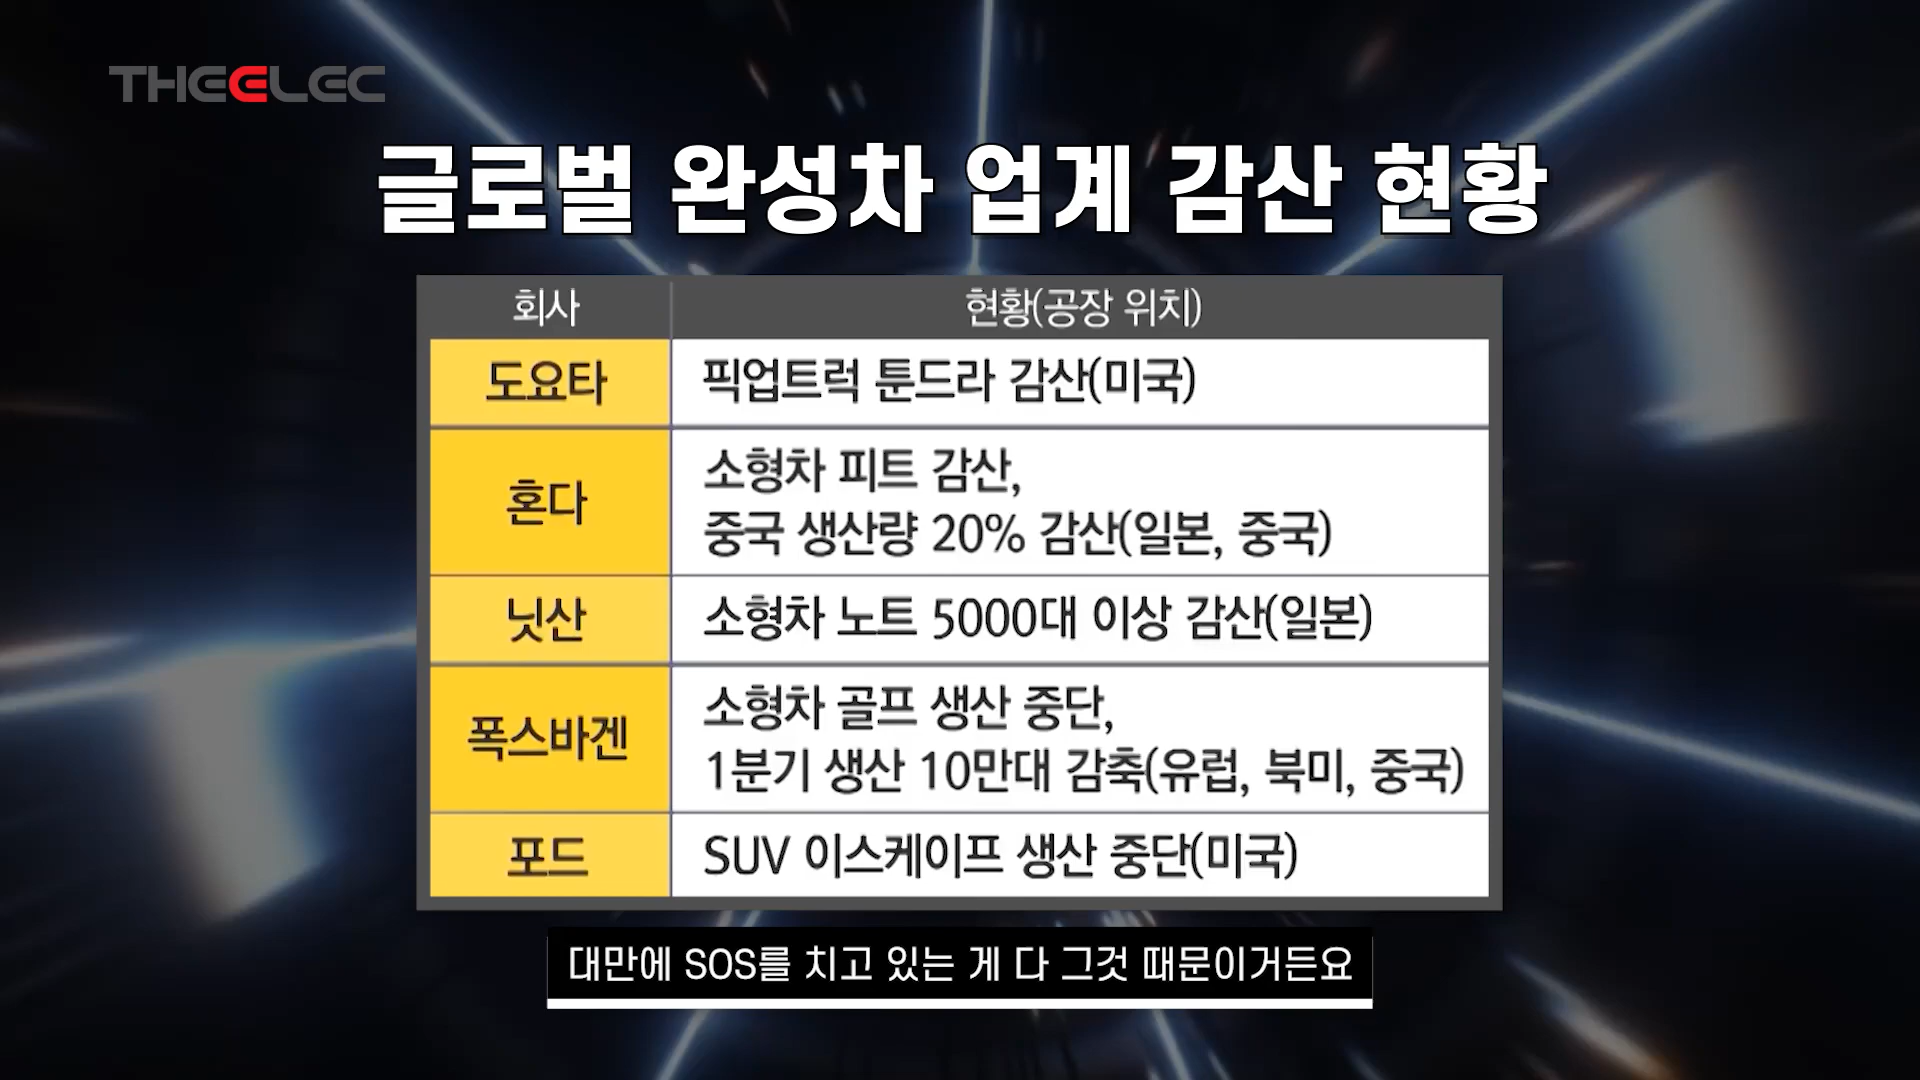 THEELEC
글로벌 완성차 업계 감산 현황
회사 현황(공장 위치)
도요타 픽업트럭 툰드라 감산(미국)
혼다 소형차 피트 감산,
중국 생산량 20% 감산(일본, 중국)
닛산 소형차 노트 5000대 이상 감산(일본)
폭스바겐 소형차 골프 생산 중단,
1분기 생산 10만대 감축(유럽, 북미, 중국)
포드 SUV 이스케이프 생산 중단(미국)
대만에 SOS를 치고 있는 게 다 그것 때문이거든요